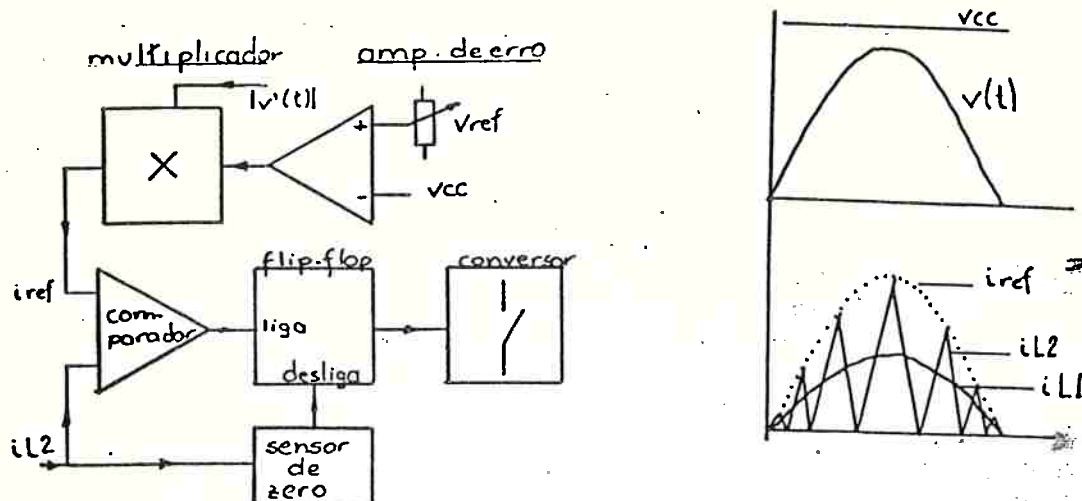 multiplicador
amp. de erro
|v'(t)|
×
+
Vref
-
vcc
iref
com-
parador
flip-flop
liga
desliga
conversor
iL2
sensor
de
zero
vcc
v(t)
iref
iL2
iL1